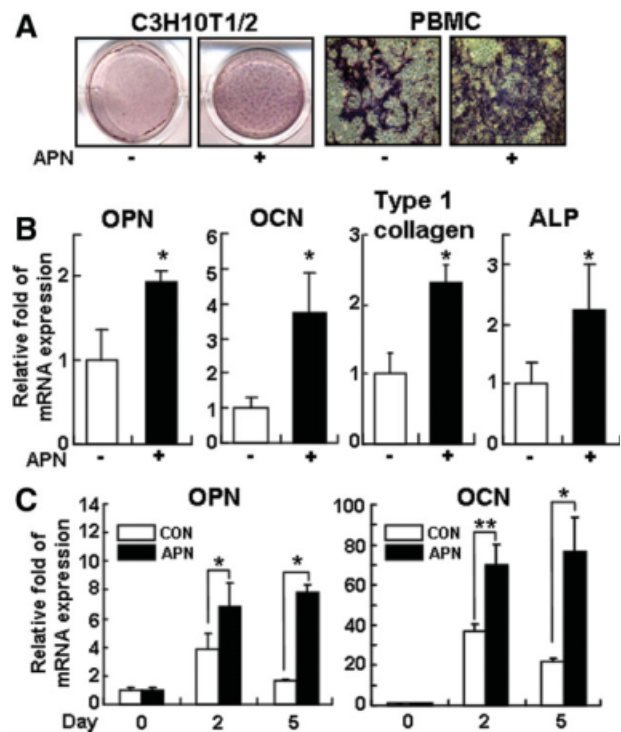 A
C3H10T1/2 PBMC
APN - + - +
B
OPN OCN Type 1 collagen ALP
Relative fold of mRNA expression
2 1 0
6 5 4 3 2 1 0
3 2 1 0
3 2 1 0
* * * *
APN - + - + - + - +
C
OPN OCN
Relative fold of mRNA expression
14 12 10 8 6 4 2 0
CON
APN
* *
100 80 60 40 20 0
CON
APN
** *
Day 0 2 5 0 2 5